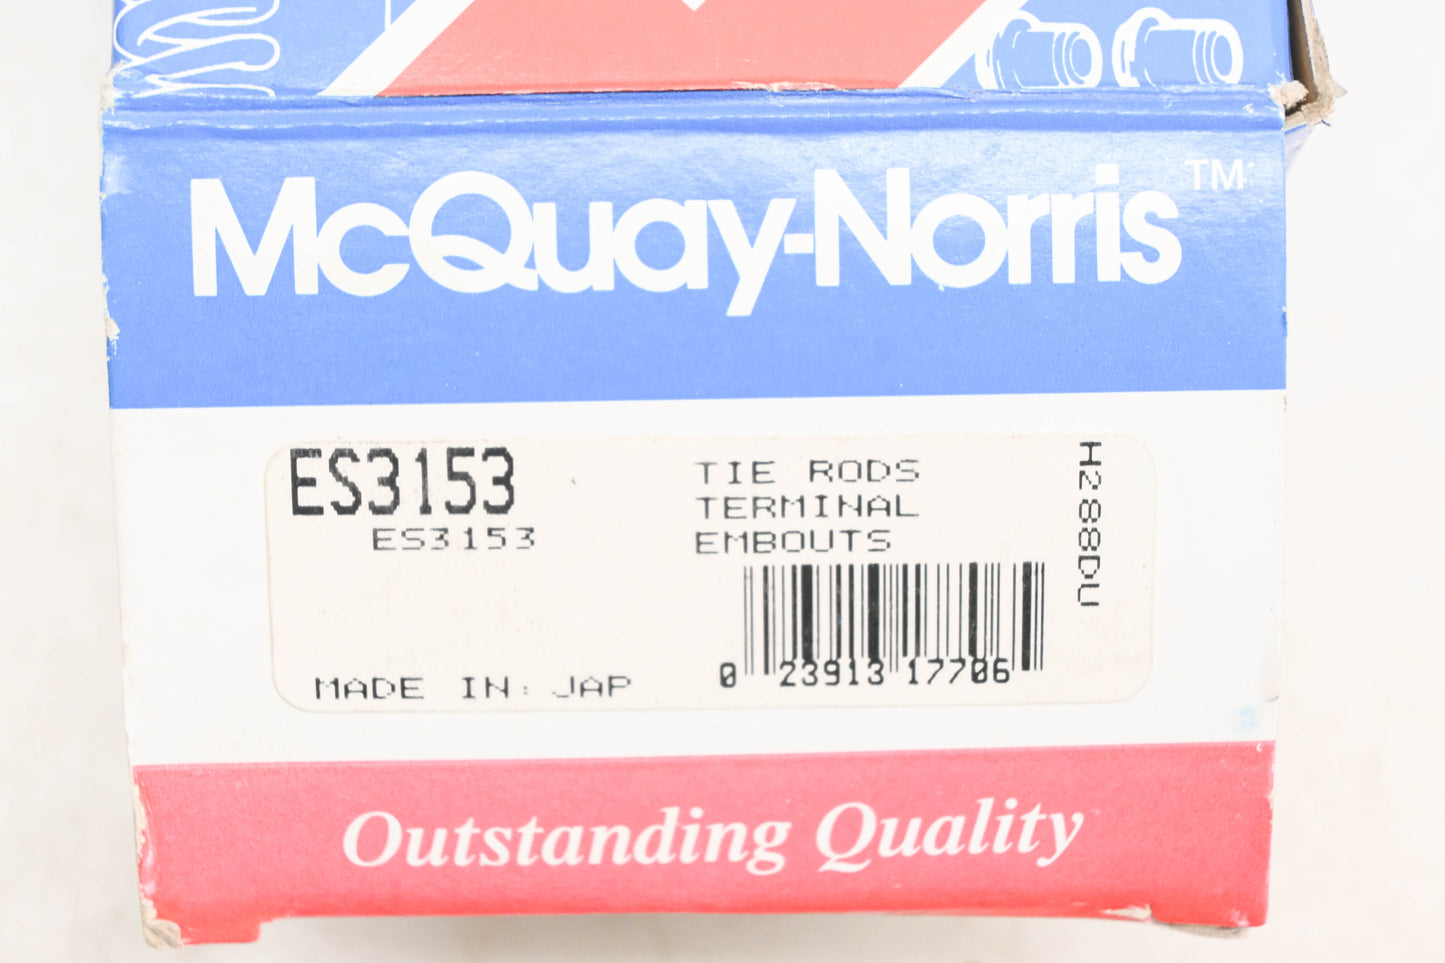 McQuay-Norris™
ES3153
ES3153
TIE RODS
TERMINAL
EMBOUTS
H288DU
MADE IN: JAP
0 23913 17706
Outstanding Quality